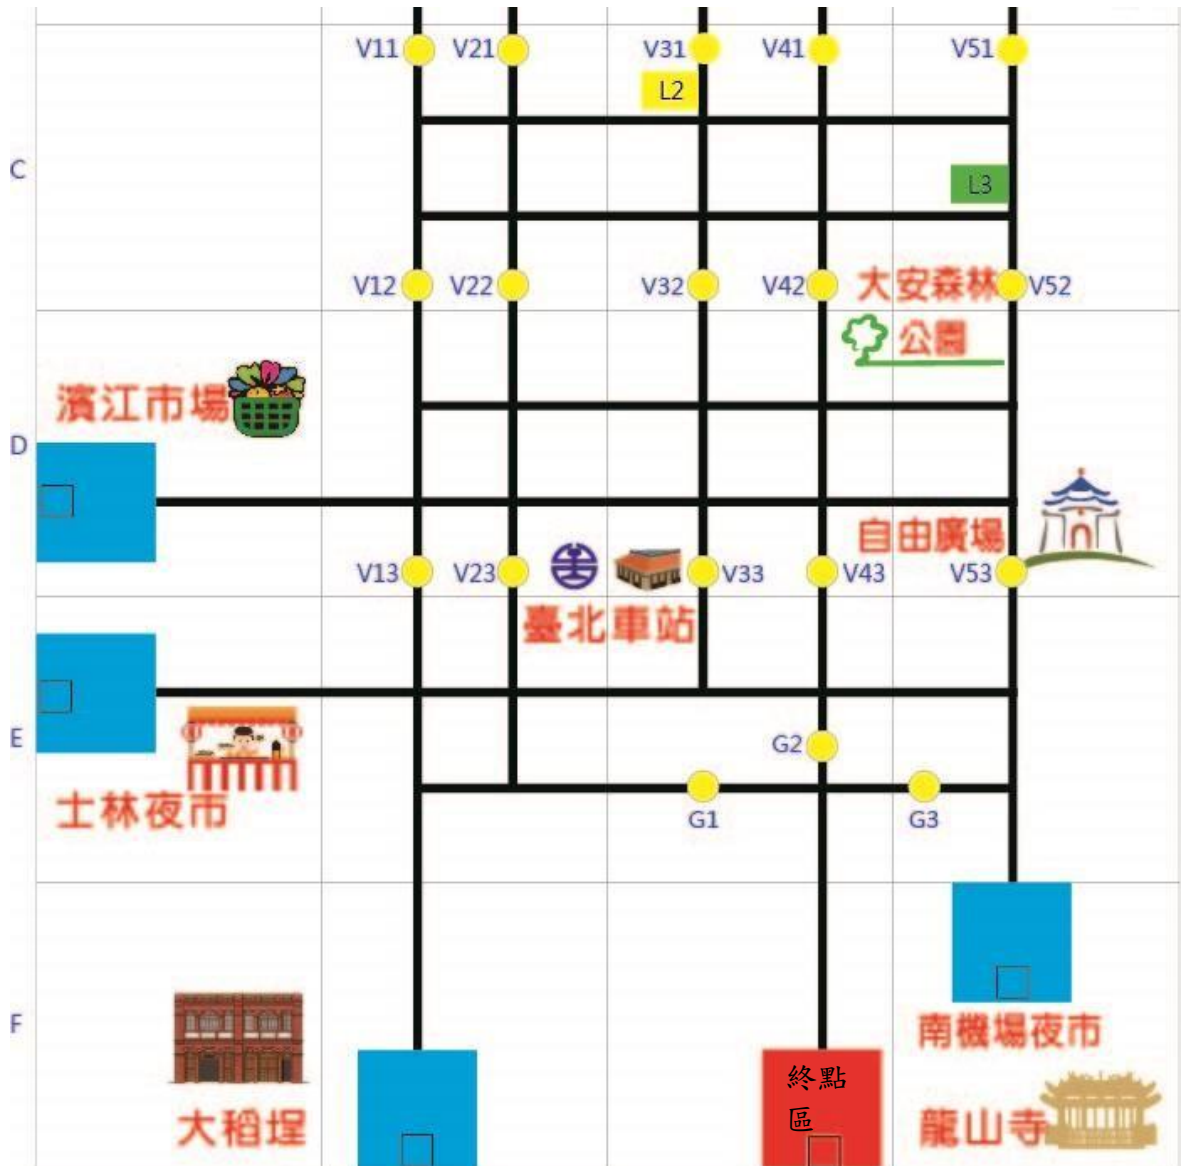 V11
V21
V31
V41
V51
L2
C
L3
V12
V22
V32
V42
大安森林
V52
公園
濱江市場
D
自由廣場
V13
V23
V33
V43
V53
臺北車站
E
G2
士林夜市
G1
G3
F
南機場夜市
終點
區
大稻埕
龍山寺